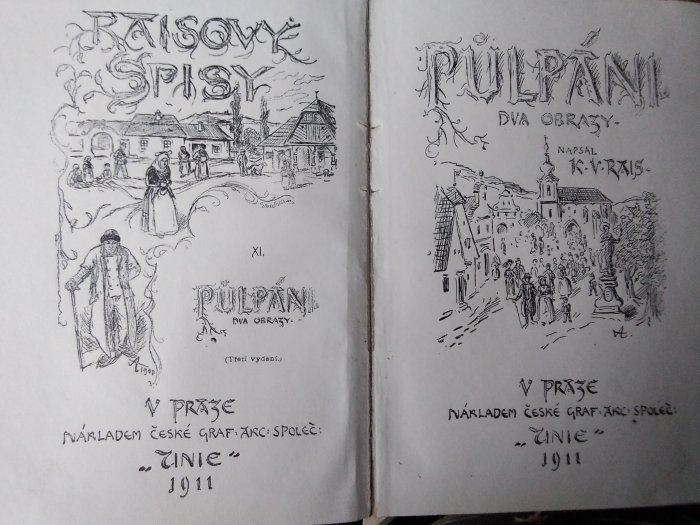 RAISOVY
SPISY
XI.
PŮLPÁNI.
DVA OBRAZY.
(Třetí vydání.)
V PRAZE
NÁKLADEM ČESKÉ GRAF: AKC: SPOLEČ:
„UNIE"
1911
PŮLPÁNI.
DVA OBRAZY.
NAPSAL
K. V. RAIS.
V PRAZE
NÁKLADEM ČESKÉ GRAF: AKC: SPOLEČ:
„UNIE"
1911